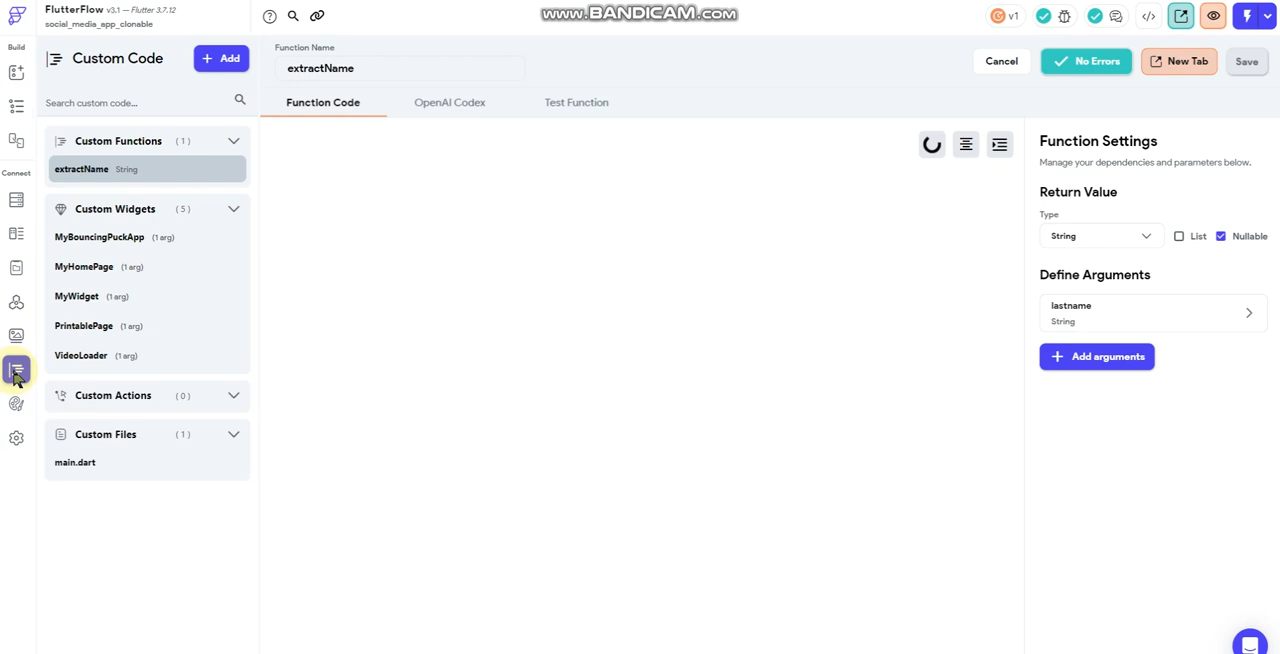 FlutterFlow v3.1 — Flutter 3.7.12
social_media_app_clonable
www.BANDICAM.com
v1
Build
Custom Code
Add
Function Name
extractName
Cancel
No Errors
New Tab
Save
Search custom code...
Function Code
OpenAI Codex
Test Function
Custom Functions (1)
extractName String
Connect
Custom Widgets (5)
MyBouncingPuckApp (1 arg)
MyHomePage (1 arg)
MyWidget (1 arg)
PrintablePage (1 arg)
VideoLoader (1 arg)
Custom Actions (0)
Custom Files (1)
main.dart
Function Settings
Manage your dependencies and parameters below.
Return Value
Type
String
List
Nullable
Define Arguments
lastname
String
Add arguments